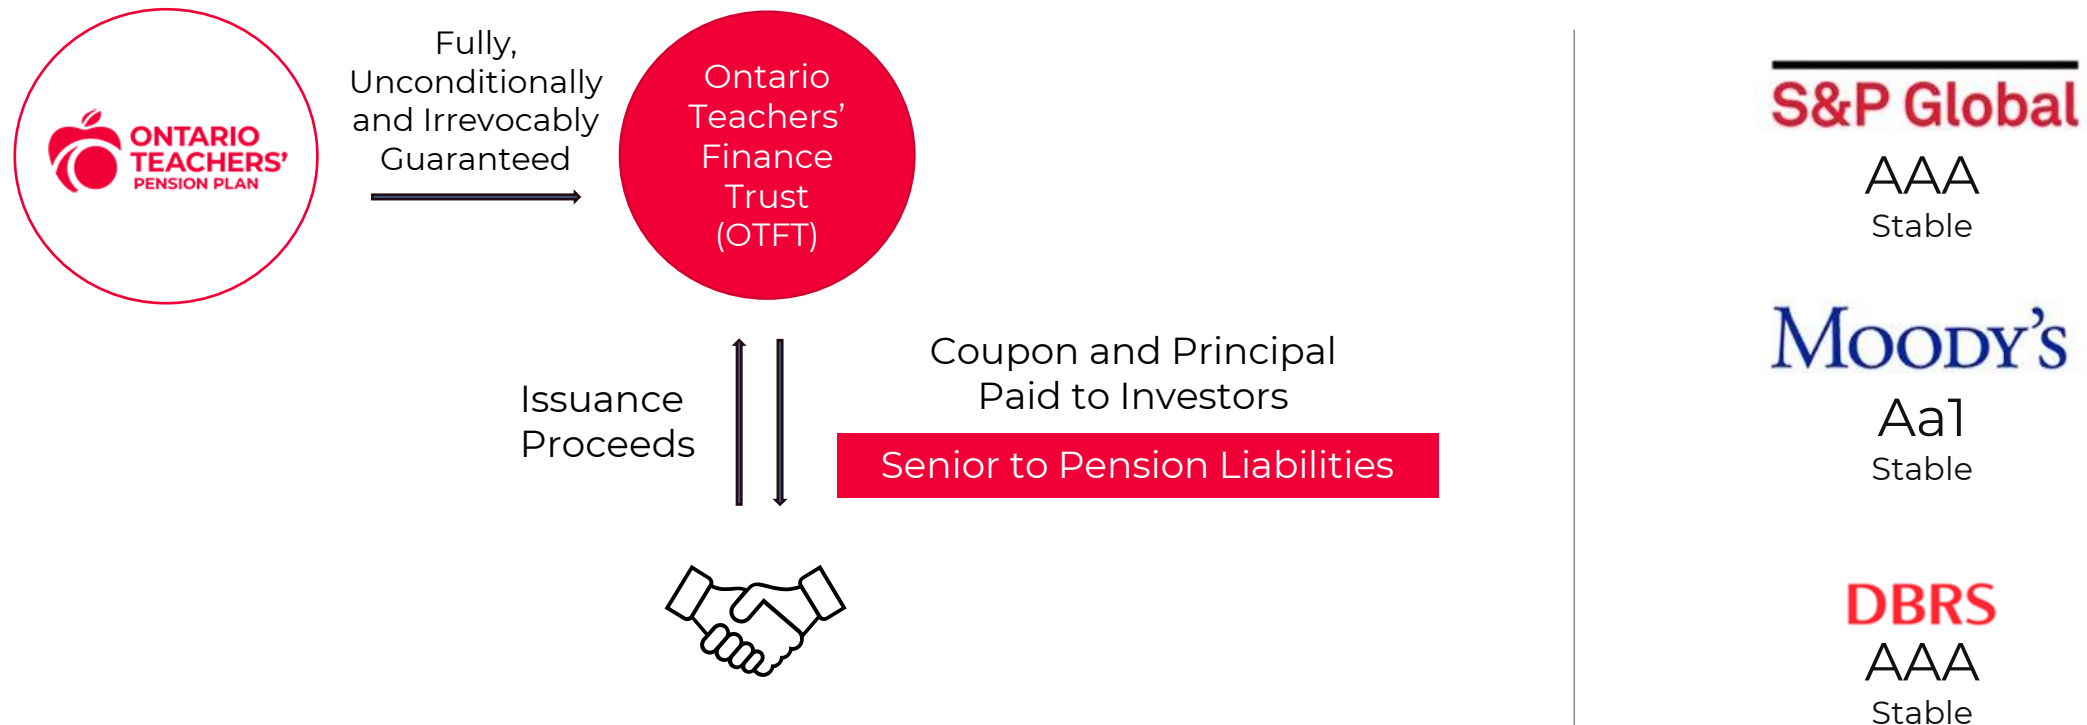 ONTARIO
TEACHERS'
PENSION PLAN
Fully,
Unconditionally
and Irrevocably
Guaranteed
Ontario
Teachers’
Finance
Trust
(OTFT)
Issuance
Proceeds
Coupon and Principal
Paid to Investors
Senior to Pension Liabilities
S&P Global
AAA
Stable
MOODY’S
Aa1
Stable
DBRS
AAA
Stable